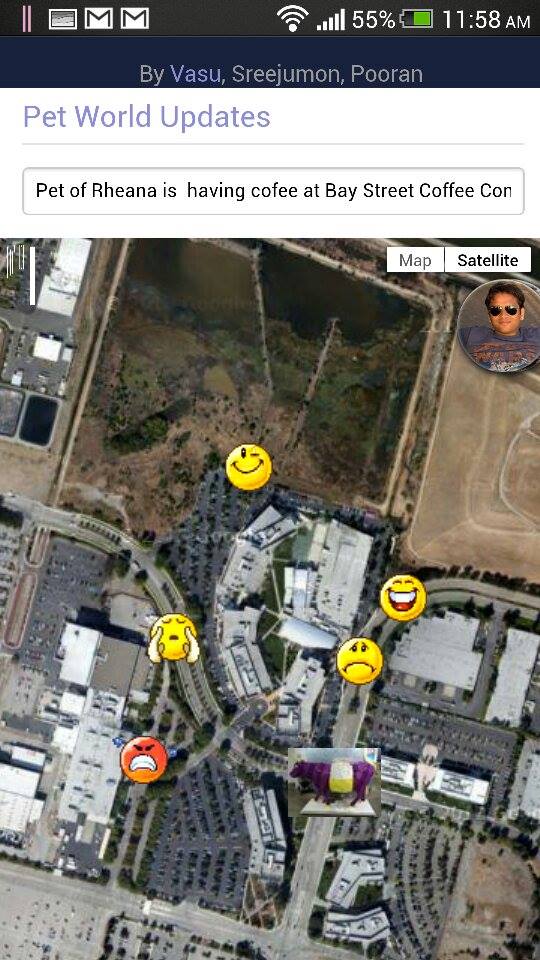 55% 11:58 AM
By Vasu, Sreejumon, Pooran
Pet World Updates
Pet of Rheana is  having cofee at Bay Street Coffee Con
Map Satellite